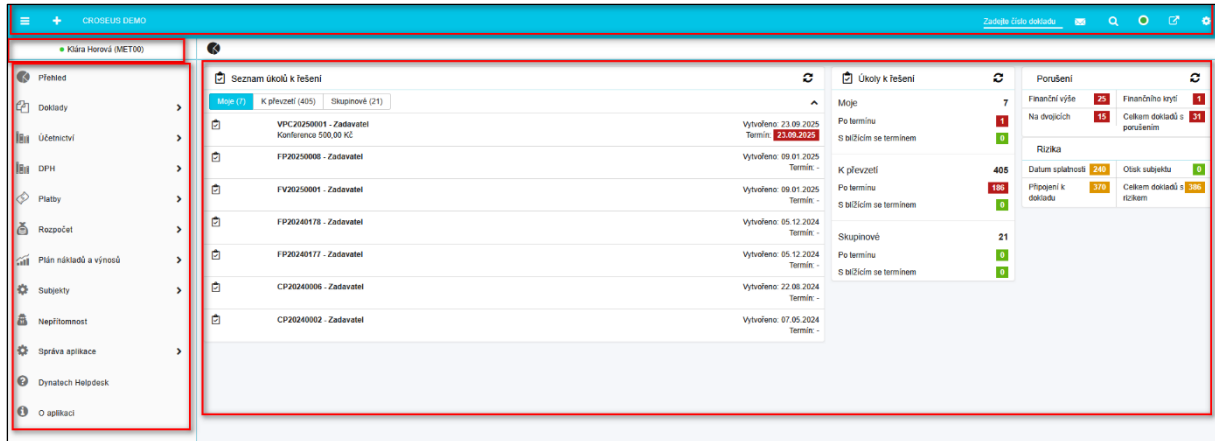 CROSEUS DEMO
Zadejte číslo dokladu
Klára Horová (MET00)
Přehled
Doklady
Účetnictví
DPH
Platby
Rozpočet
Plán nákladů a výnosů
Subjekty
Nepřítomnost
Správa aplikace
Dynatech Helpdesk
O aplikaci
Seznam úkolů k řešení
Moje (7) K převzetí (405) Skupinové (21)
VPC20250001 - Zadavatel Vytvořeno: 23.09.2025
Konference 500,00 Kč Termín: 23.09.2025
FP20250008 - Zadavatel Vytvořeno: 09.01.2025
Termín: -
FV20250001 - Zadavatel Vytvořeno: 09.01.2025
Termín: -
FP20240178 - Zadavatel Vytvořeno: 05.12.2024
Termín: -
FP20240177 - Zadavatel Vytvořeno: 05.12.2024
Termín: -
CP20240006 - Zadavatel Vytvořeno: 22.08.2024
Termín: -
CP20240002 - Zadavatel Vytvořeno: 07.05.2024
Termín: -
Úkoly k řešení
Moje 7
Po termínu 1
S blížícím se termínem 0
K převzetí 405
Po termínu 186
S blížícím se termínem 0
Skupinové 21
Po termínu 0
S blížícím se termínem 0
Porušení
Finanční výše 25 Finančního krytí 1
Na dvojicích 15 Celkem dokladů s 31
porušením
Rizika
Datum splatnosti 240 Otisk subjektu 0
Připojení k 370 Celkem dokladů s 386
dokladu rizikem